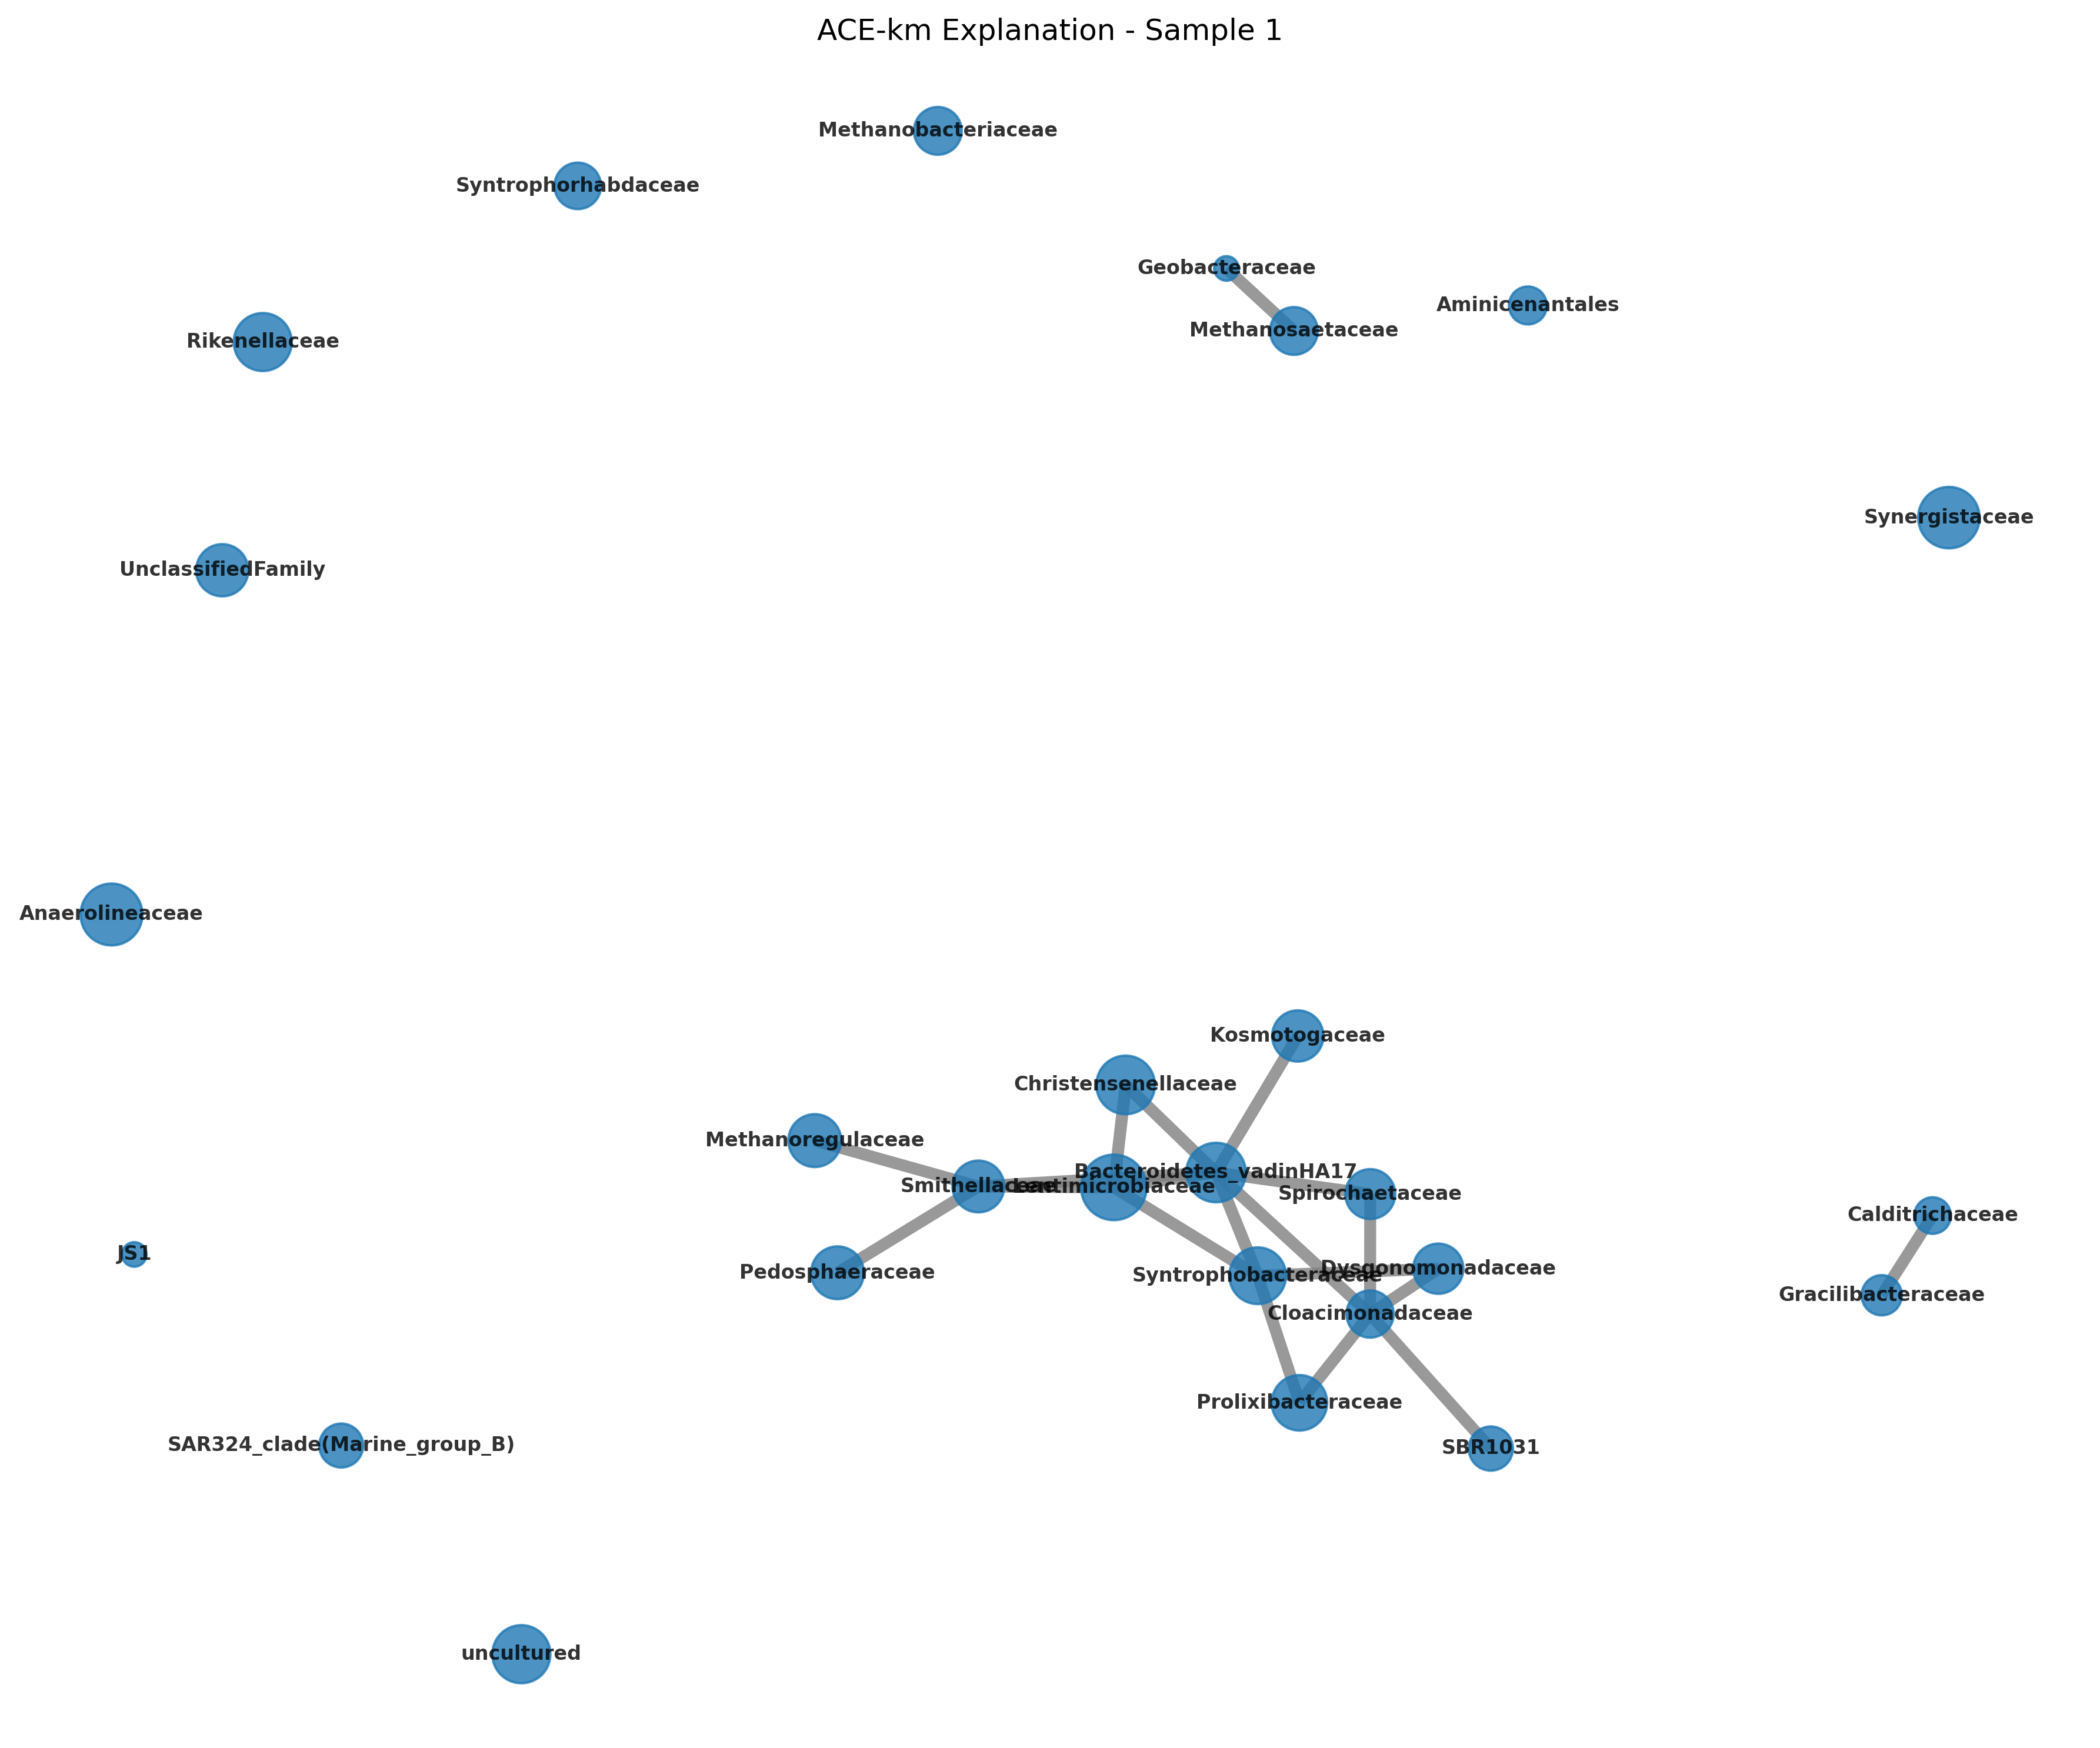 ACE-km Explanation - Sample 1
Methanobacteriaceae
Syntrophorhabdaceae
Geobacteraceae
Aminicenantales
Methanosaetaceae
Rikenellaceae
Synergistaceae
UnclassifiedFamily
Anaerolineaceae
Kosmotogaceae
Christensenellaceae
Methanoregulaceae
Bacteroidetes_vadinHA17
Smithellaceae
Lentimicrobiaceae
Spirochaetaceae
Calditrichaceae
JS1
Pedosphaeraceae
Syntrophobacteraceae
Dysgonomonadaceae
Gracilibacteraceae
Cloacimonadaceae
Prolixibacteraceae
SAR324_clade(Marine_group_B)
SBR1031
uncultured